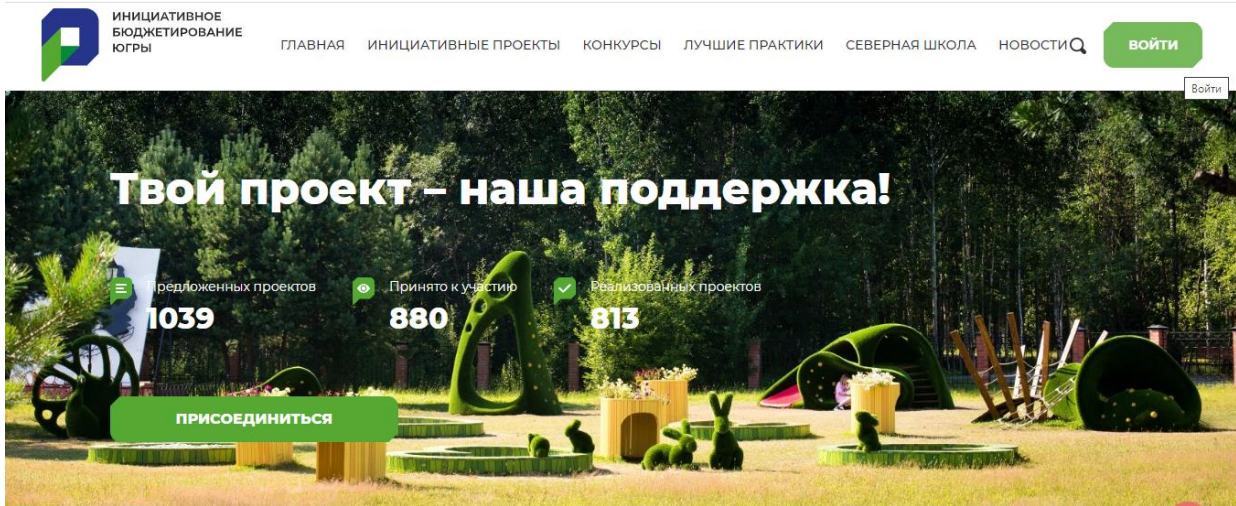 ИНИЦИАТИВНОЕ
БЮДЖЕТИРОВАНИЕ
ЮГРЫ
ГЛАВНАЯ ИНИЦИАТИВНЫЕ ПРОЕКТЫ КОНКУРСЫ ЛУЧШИЕ ПРАКТИКИ СЕВЕРНАЯ ШКОЛА НОВОСТИ ВОЙТИ
Войти
Твой проект – наша поддержка!
Предложенных проектов Принято к участию Реализованных проектов
1039 880 813
ПРИСОЕДИНИТЬСЯ